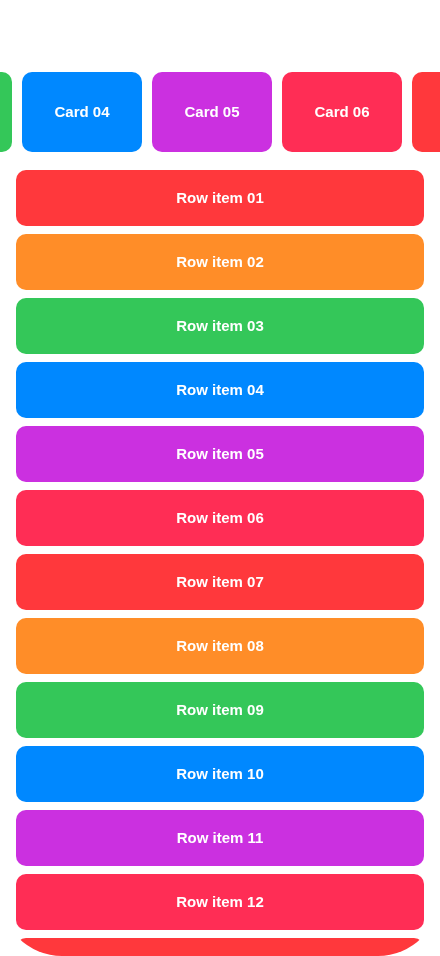 Card 04
Card 05
Card 06
Row item 01
Row item 02
Row item 03
Row item 04
Row item 05
Row item 06
Row item 07
Row item 08
Row item 09
Row item 10
Row item 11
Row item 12